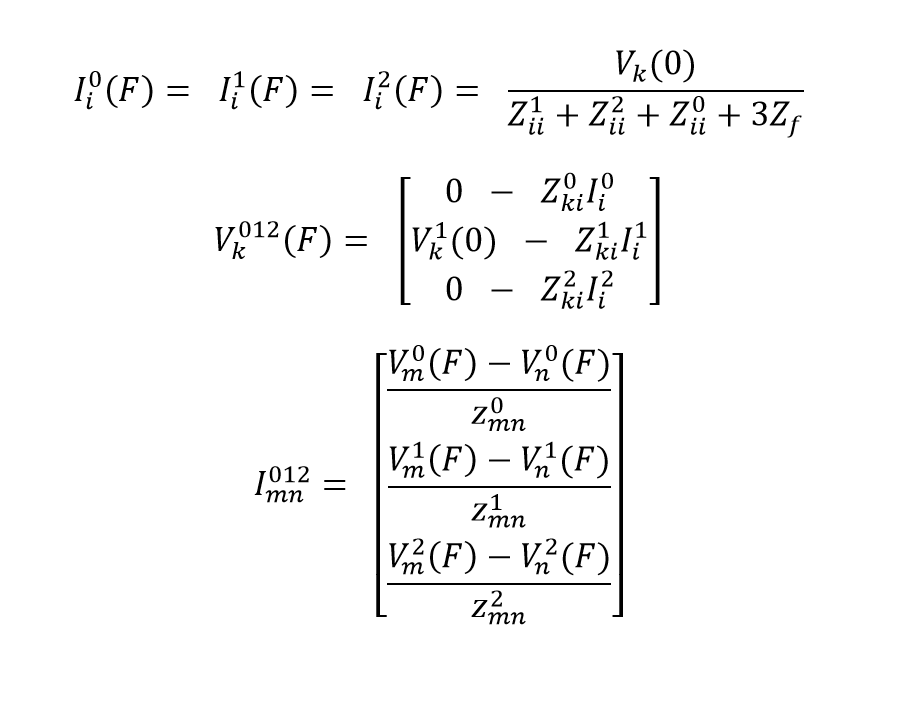 $I_i^0(F) = I_i^1(F) = I_i^2(F) = \frac{V_k(0)}{Z_{ii}^1 + Z_{ii}^2 + Z_{ii}^0 + 3Z_f}$
$V_k^{012}(F) = \begin{bmatrix} 0 - Z_{ki}^0 I_i^0 \\ V_k^1(0) - Z_{ki}^1 I_i^1 \\ 0 - Z_{ki}^2 I_i^2 \end{bmatrix}$
$I_{mn}^{012} = \begin{bmatrix} \frac{V_m^0(F) - V_n^0(F)}{z_{mn}^0} \\ \frac{V_m^1(F) - V_n^1(F)}{z_{mn}^1} \\ \frac{V_m^2(F) - V_n^2(F)}{z_{mn}^2} \end{bmatrix}$